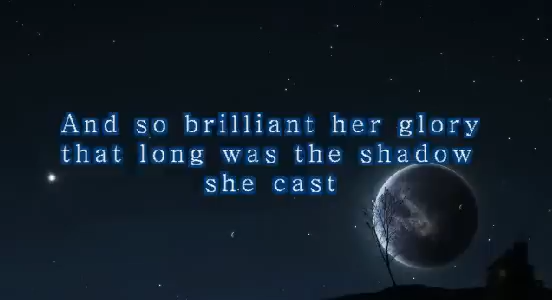 And so brilliant her glory
that long was the shadow
she cast